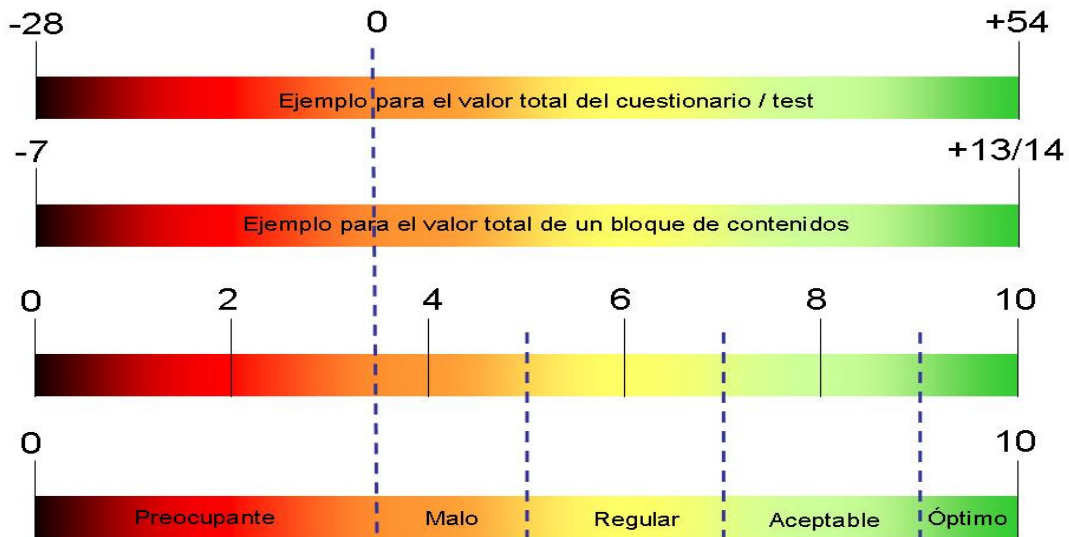 -28 0 +54
Ejemplo para el valor total del cuestionario / test
-7 +13/14
Ejemplo para el valor total de un bloque de contenidos
0 2 4 6 8 10
0 10
Preocupante Malo Regular Aceptable Óptimo